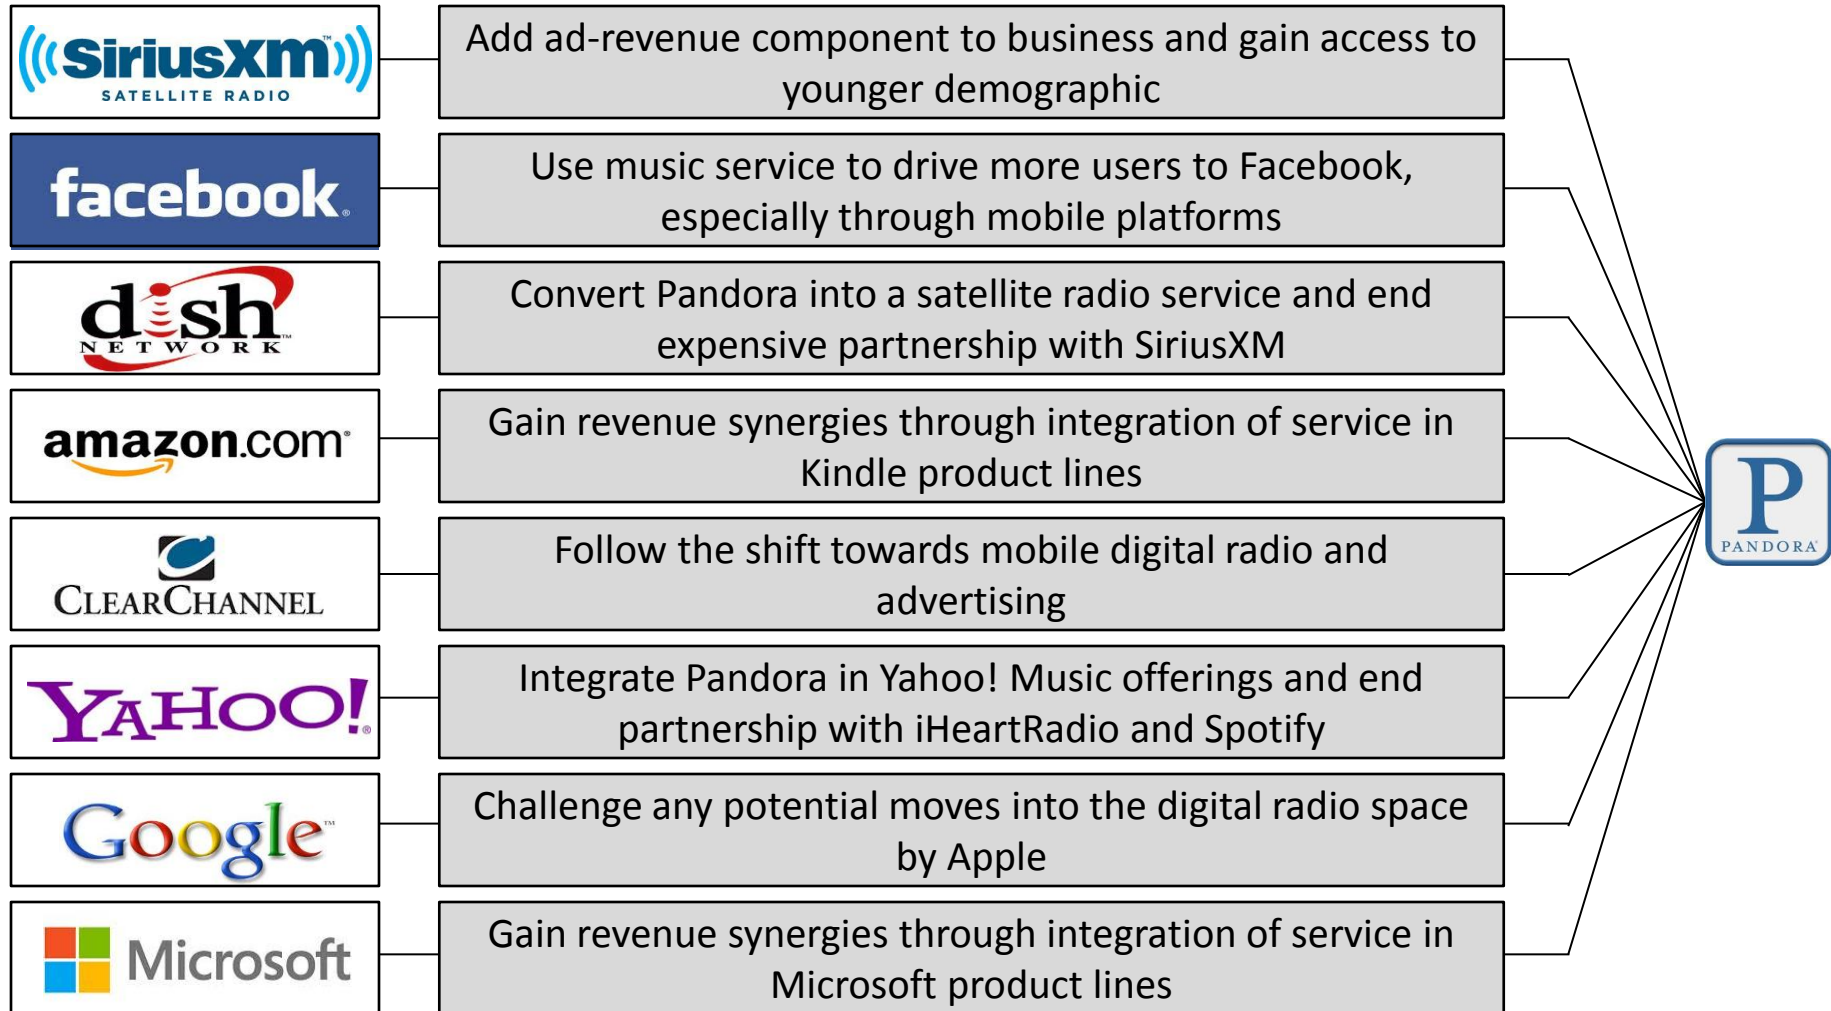 ((SiriusXM™))
SATELLITE RADIO
Add ad-revenue component to business and gain access to
younger demographic
facebook®
Use music service to drive more users to Facebook,
especially through mobile platforms
dish™
NETWORK
Convert Pandora into a satellite radio service and end
expensive partnership with SiriusXM
amazon.com®
Gain revenue synergies through integration of service in
Kindle product lines
CLEARCHANNEL
Follow the shift towards mobile digital radio and
advertising
YAHOO!®
Integrate Pandora in Yahoo! Music offerings and end
partnership with iHeartRadio and Spotify
Google™
Challenge any potential moves into the digital radio space
by Apple
Microsoft
Gain revenue synergies through integration of service in
Microsoft product lines
P
PANDORA®